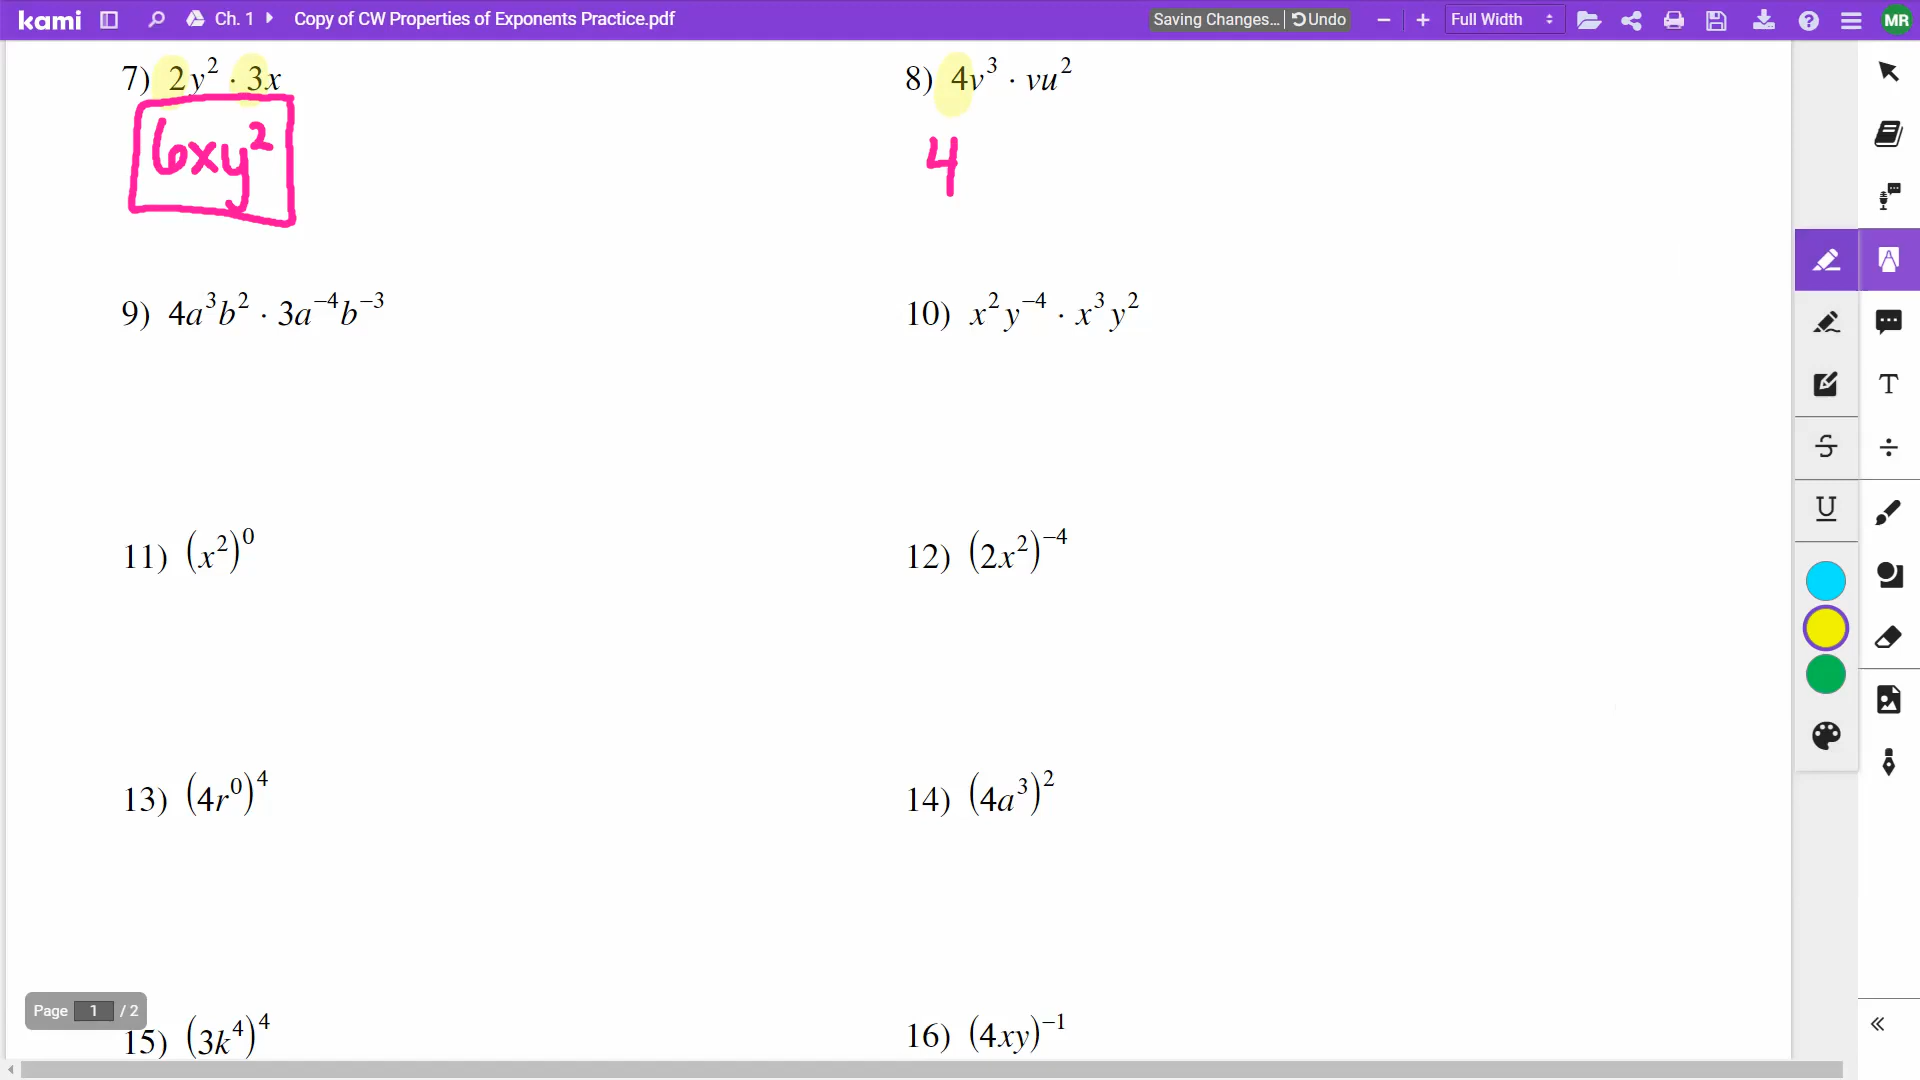 kami Ch. 1 Copy of CW Properties of Exponents Practice.pdf Saving Changes... Undo Full Width MR
7) 2y² · 3x
6xy²
8) 4v³ · vu²
4
9) 4a³b² · 3a⁻⁴b⁻³
10) x²y⁻⁴ · x³y²
11) (x²)⁰
12) (2x²)⁻⁴
13) (4r⁰)⁴
14) (4a³)²
Page 1 / 2
15) (3k⁴)⁴
16) (4xy)⁻¹